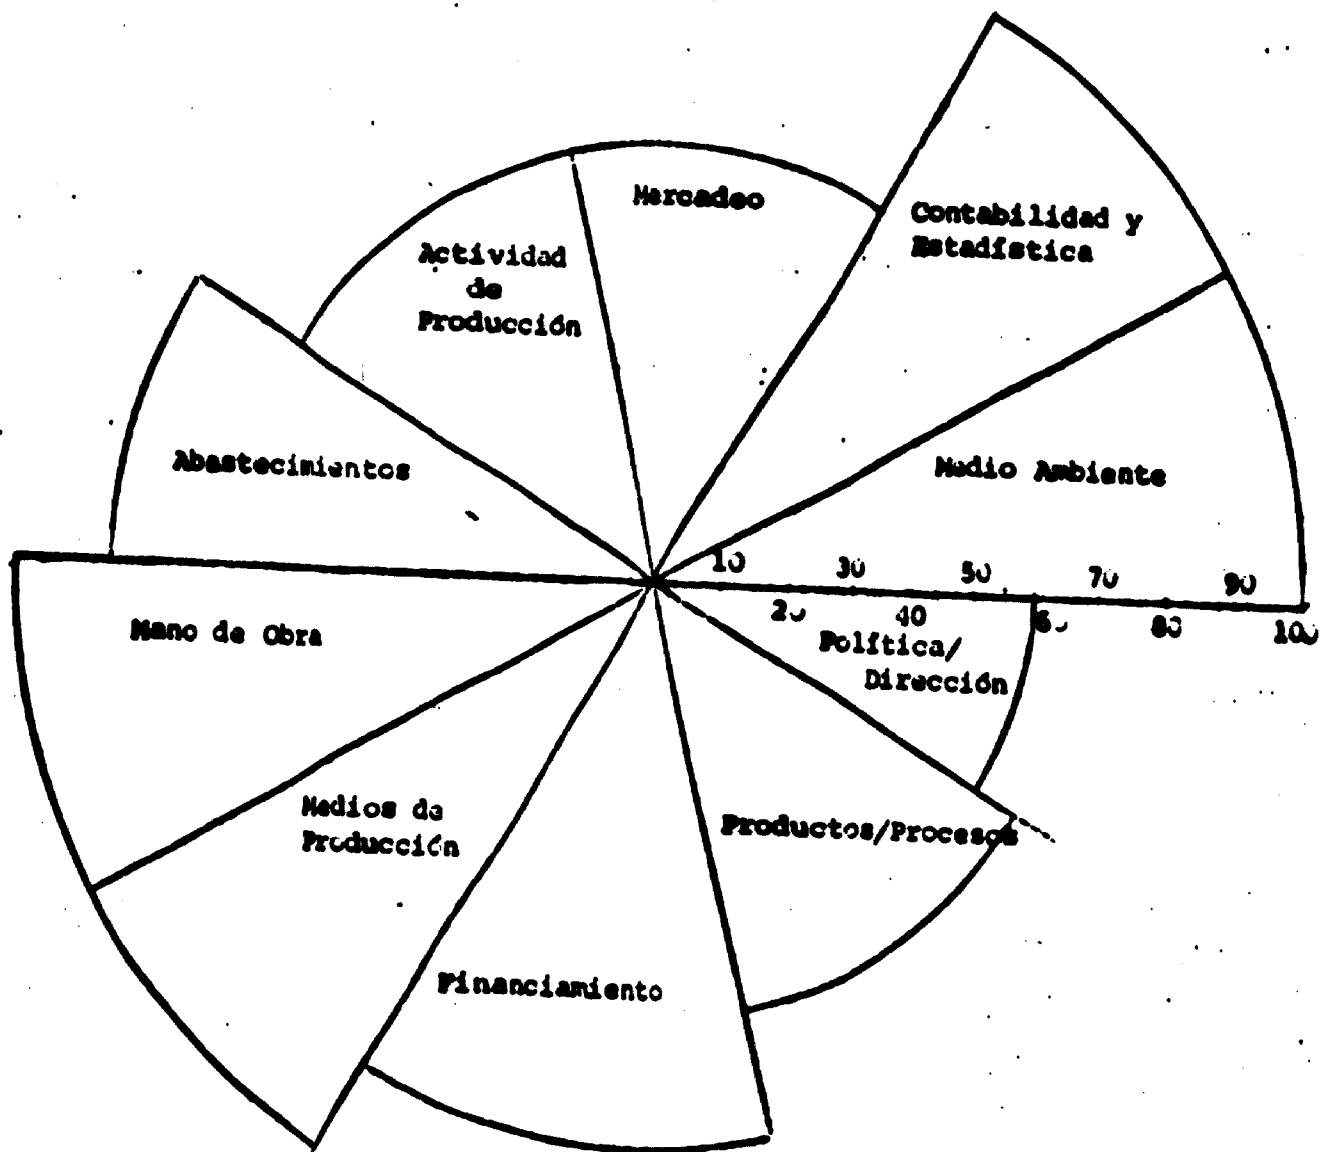 Mercadeo
Contabilidad y
Estadística
Actividad
de
Producción
Abastecimientos
Medio Ambiente
10 30 50 70 90
20 40 60 80 100
Mano de Obra
Política/
Dirección
Medios de
Producción
Productos/Procesos
Financiamiento